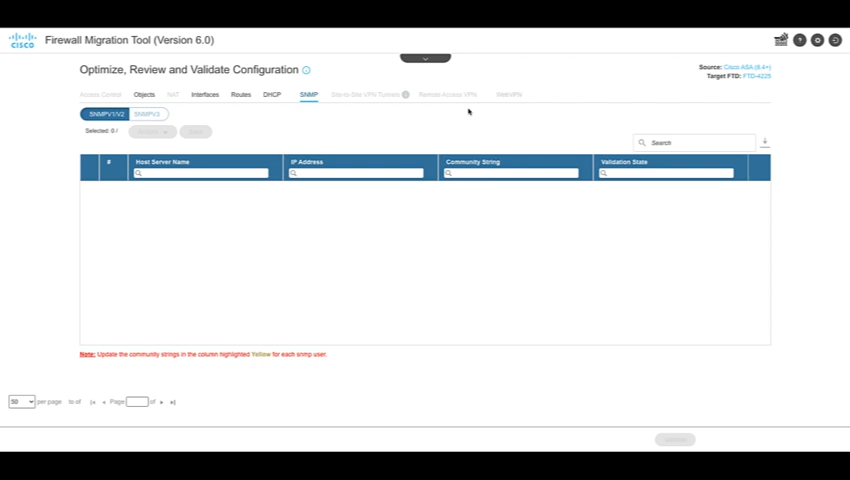 CISCO
Firewall Migration Tool (Version 6.0)
Optimize, Review and Validate Configuration
Source: Cisco ASA (8.4+)
Target FTD: FTD-4225
Access Control Objects NAT Interfaces Routes DHCP SNMP Site-to-Site VPN Tunnels Remote Access VPN WebVPN
SNMPV1/V2 SNMPV3
Selected: 0 /
Search
# Host Server Name IP Address Community String Validation State
Note: Update the community strings in the column highlighted Yellow for each snmp user.
50 per page to of Page of